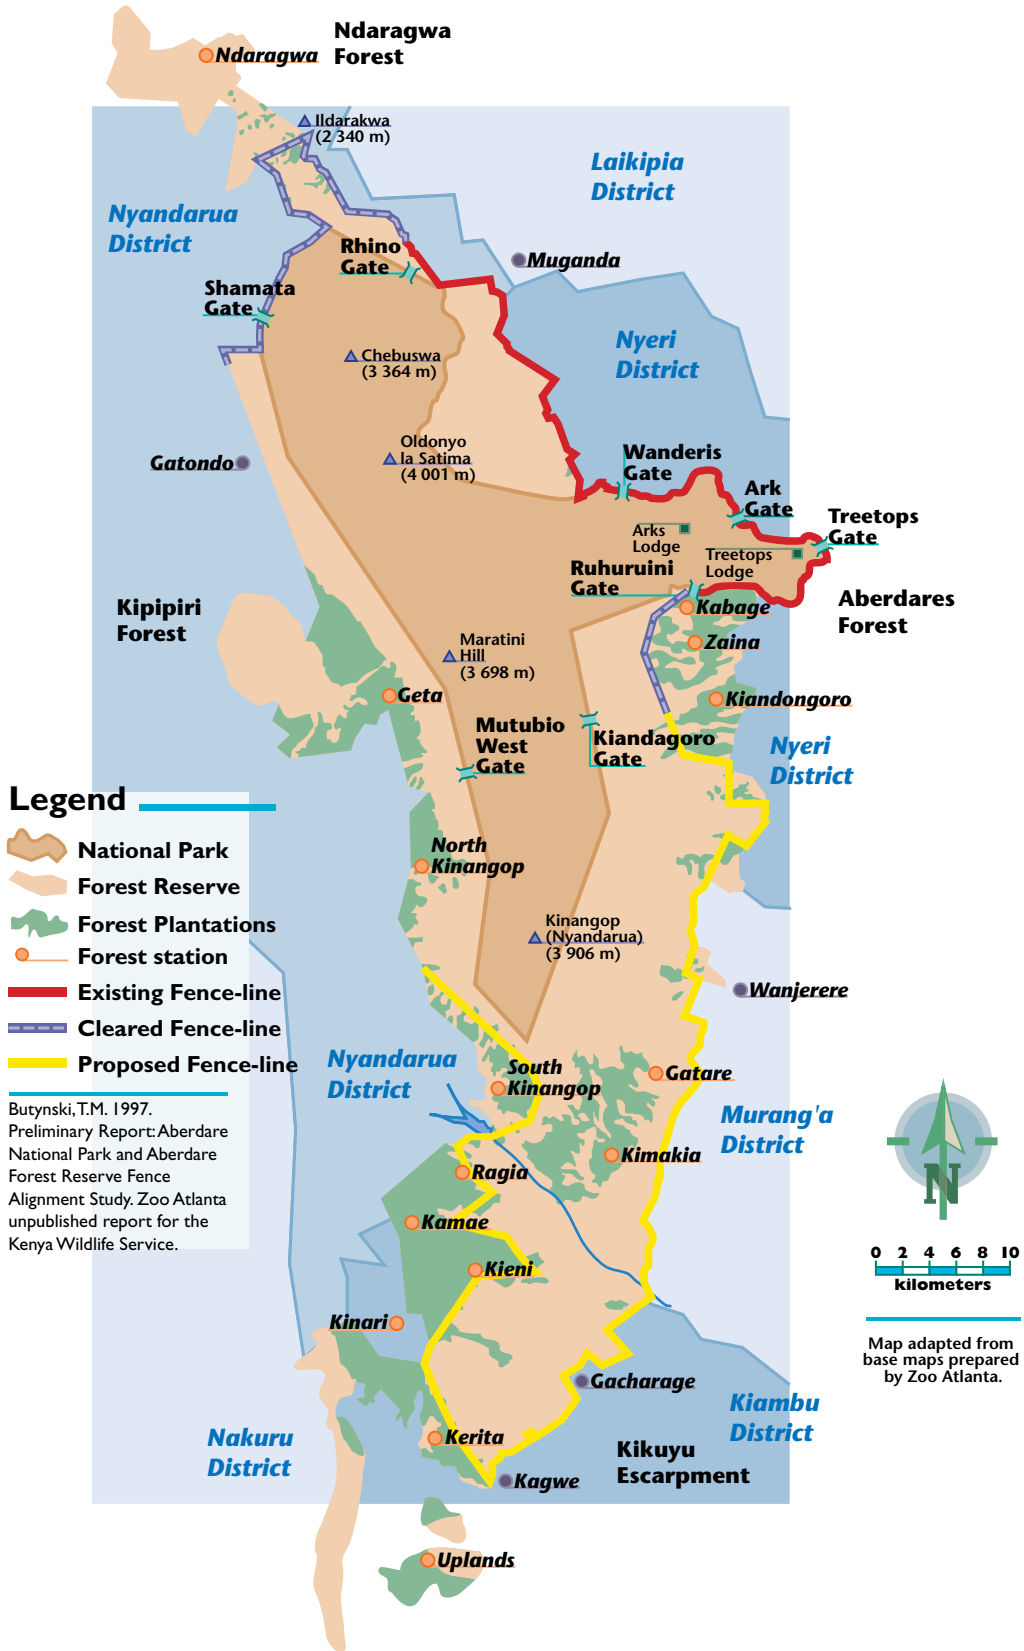 Ndaragwa
Forest
Ndaragwa
Ildarakwa
(2 340 m)
Laikipia
District
Nyandarua
District
Rhino
Gate
Muganda
Shamata
Gate
Nyeri
District
Chebuswa
(3 364 m)
Oldonyo
la Satima
(4 001 m)
Gatondo
Wanderis
Gate
Ark
Gate
Treetops
Gate
Arks
Lodge
Treetops
Lodge
Ruhuruini
Gate
Kabage
Aberdares
Forest
Kipipiri
Forest
Zaina
Maratini
Hill
(3 698 m)
Geta
Kiandongoro
Mutubio
West
Gate
Kiandagoro
Gate
Nyeri
District
North
Kinangop
Kinangop
(Nyandarua)
(3 906 m)
Wanjerere
Legend
National Park
Forest Reserve
Forest Plantations
Forest station
Existing Fence-line
Cleared Fence-line
Proposed Fence-line
Butynski,T.M. 1997.
Preliminary Report: Aberdare
National Park and Aberdare
Forest Reserve Fence
Alignment Study. Zoo Atlanta
unpublished report for the
Kenya Wildlife Service.
Nyandarua
District
South
Kinangop
Gatare
Murang'a
District
Kimakia
Ragia
Kamae
Kieni
Kinari
Gacharage
Kiambu
District
Nakuru
District
Kerita
Kikuyu
Escarpment
Kagwe
Uplands
N
0 2 4 6 8 10
kilometers
Map adapted from
base maps prepared
by Zoo Atlanta.